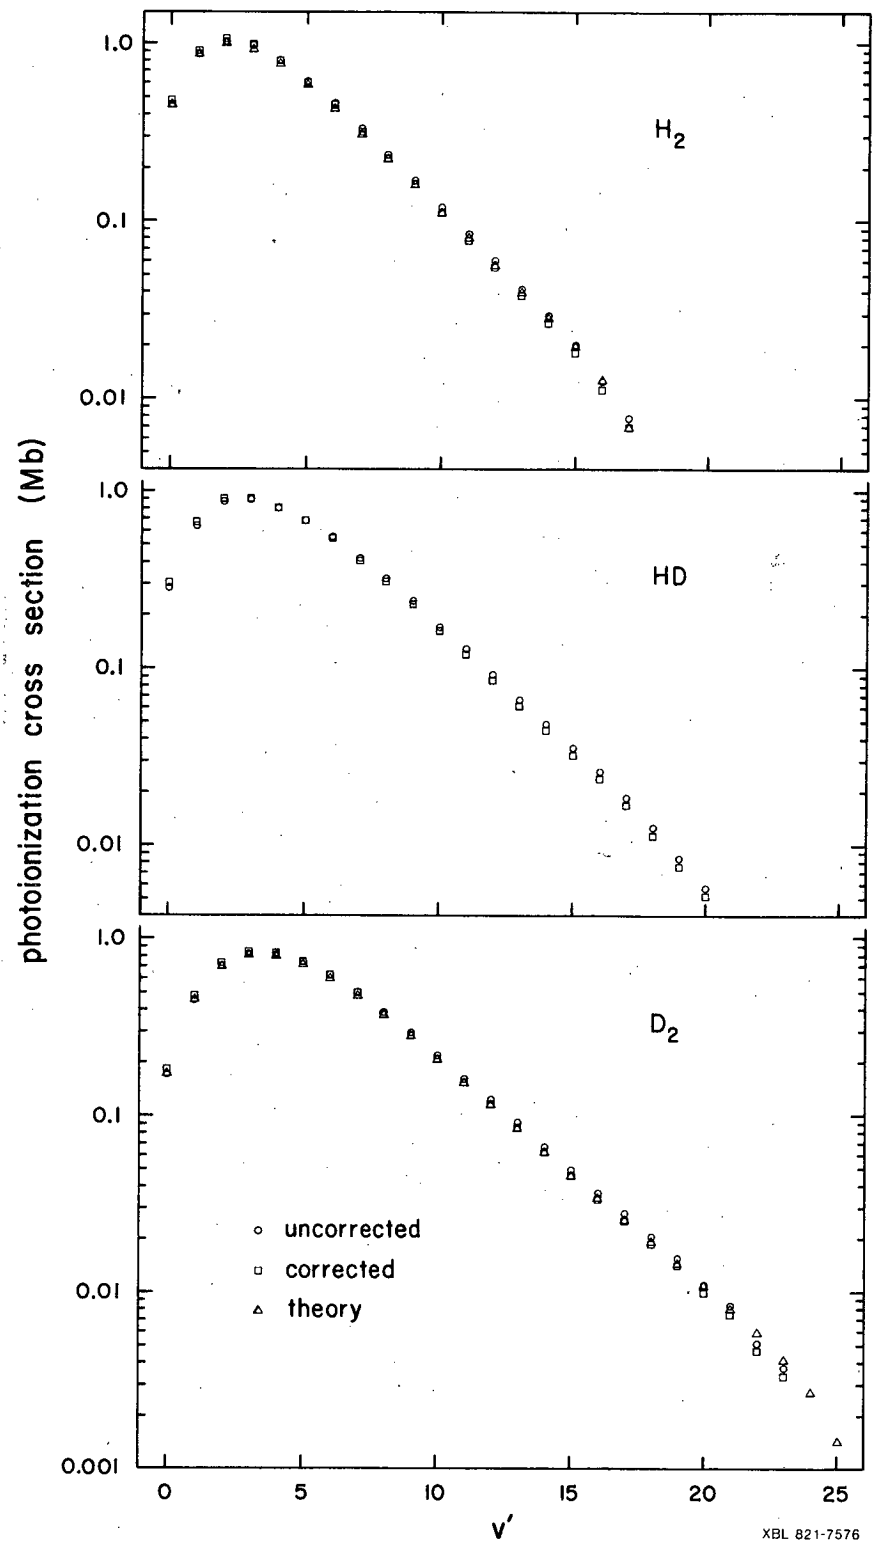 photoionization cross section (Mb)
1.0
0.1
0.01
H2
1.0
0.1
0.01
HD
1.0
0.1
0.01
0.001
D2
uncorrected
corrected
theory
0 5 10 15 20 25
v'
XBL 821-7576